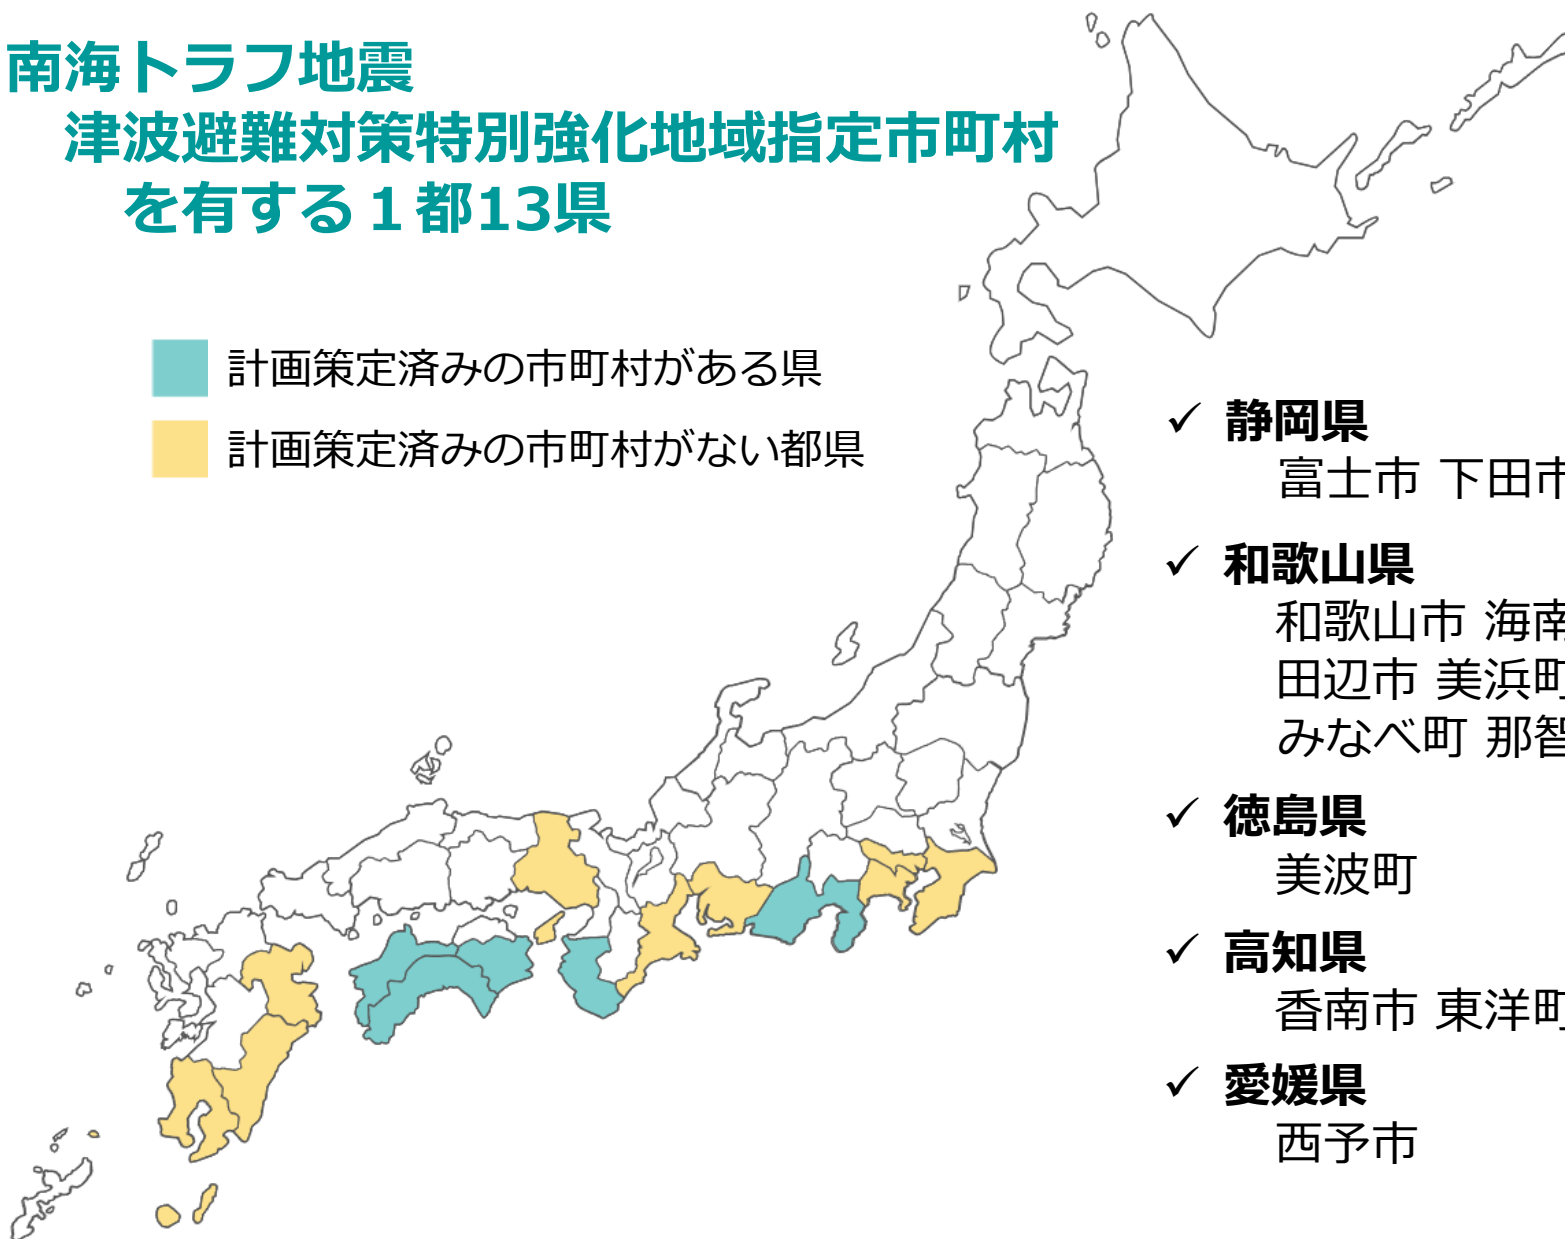 南海トラフ地震
津波避難対策特別強化地域指定市町村
を有する１都13県
計画策定済みの市町村がある県
計画策定済みの市町村がない都県
✓ 静岡県
富士市 下田市
✓ 和歌山県
和歌山市 海南
田辺市 美浜町
みなべ町 那智
✓ 徳島県
美波町
✓ 高知県
香南市 東洋町
✓ 愛媛県
西予市